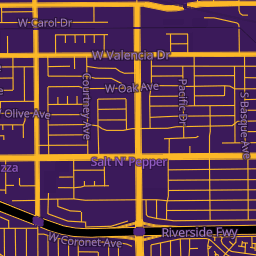 W Carol Dr
W Valencia Dr
W Oak Ave
Courtney Ave
Pacific Dr
S Basque Ave
Olive Ave
Salt N' Pepper
zza
Riverside Fwy
W Coronet Ave